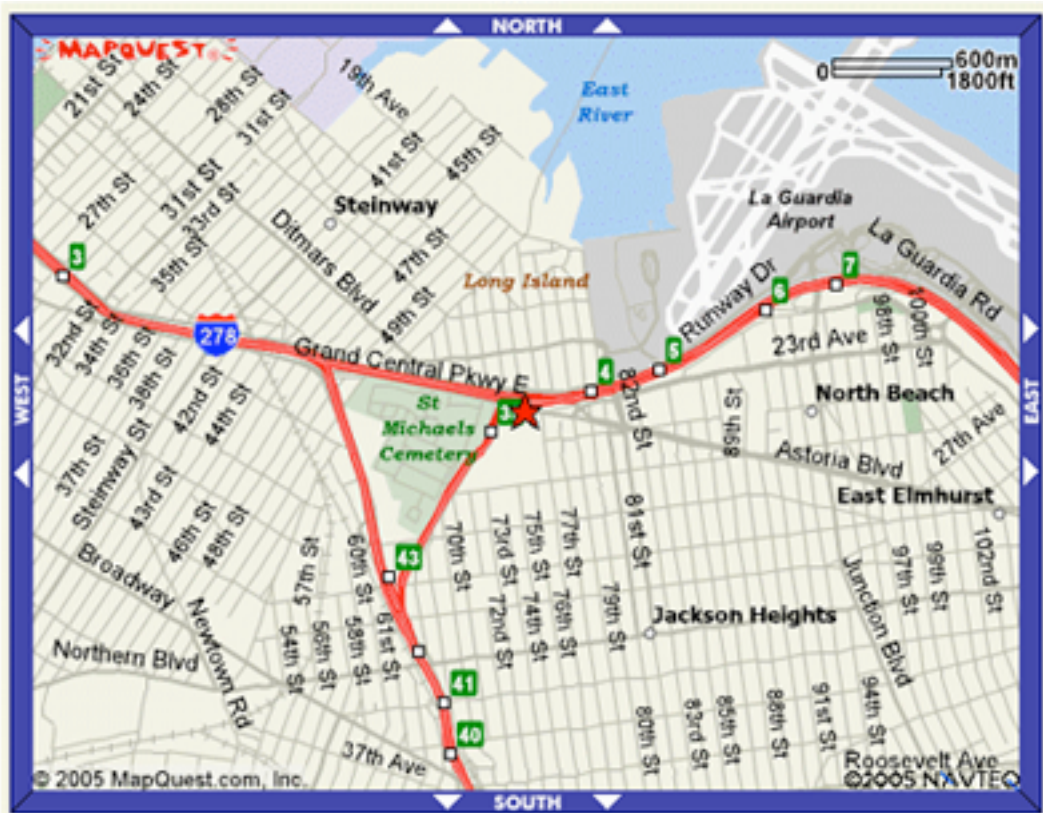 NORTH
MAPQUEST
600m
0
1800ft
21st St
24th St
28th St
31st St
19th Ave
East
River
41st St
45th St
La Guardia
Airport
27th St
31st St
33rd St
Steinway
Ditmars Blvd
47th St
35th St
Long Island
49th St
La Guardia Rd
Runway Dr
7
6
3
98th St
100th St
278
32nd St
34th St
36th St
38th St
Grand Central Pkwy E
23rd Ave
5
4
42nd St
44th St
82nd St
WEST
EAST
St
Michaels
Cemetery
North Beach
89th St
27th Ave
37th St
Steinway St
43rd St
Astoria Blvd
East Elmhurst
46th St
48th St
Broadway
57th St
60th St
43
70th St
73rd St
75th St
77th St
81st St
97th St
99th St
102nd St
Junction Blvd
Newtown Rd
54th St
56th St
58th St
61st St
72nd St
74th St
76th St
79th St
Jackson Heights
Northern Blvd
41
40
37th Ave
80th St
83rd St
85th St
88th St
91st St
94th St
Roosevelt Ave
© 2005 MapQuest.com, Inc.
©2005 NAVTEQ
SOUTH